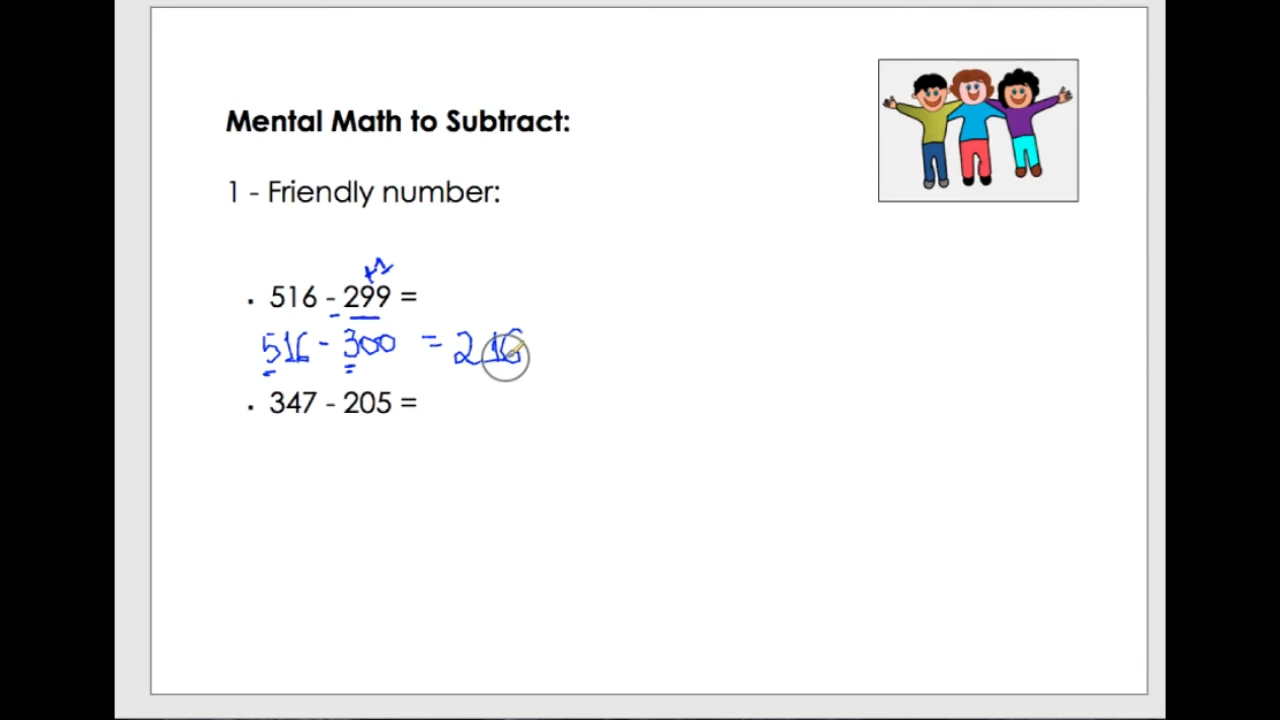 Mental Math to Subtract:
1 - Friendly number:
+1
. 516 - 299 =
516 - 300 = 216
. 347 - 205 =